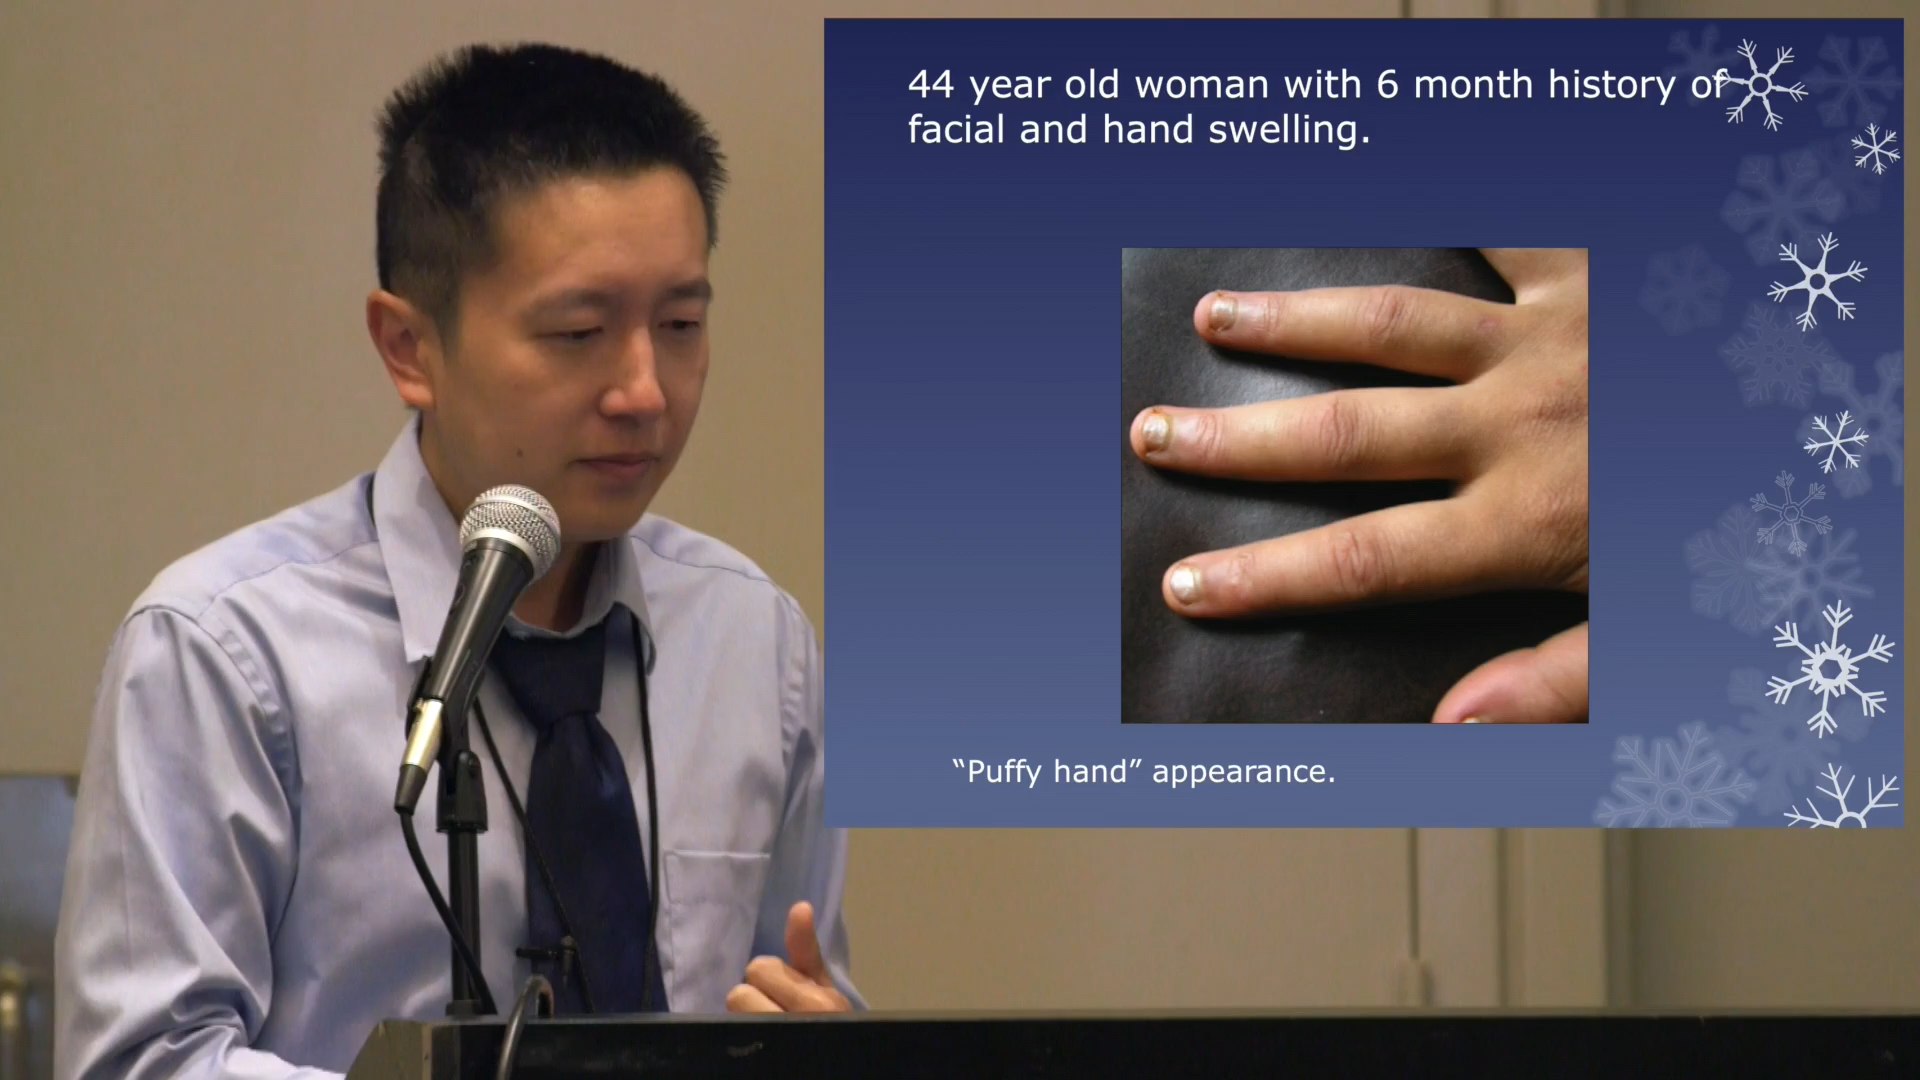 44 year old woman with 6 month history of
facial and hand swelling.
“Puffy hand” appearance.